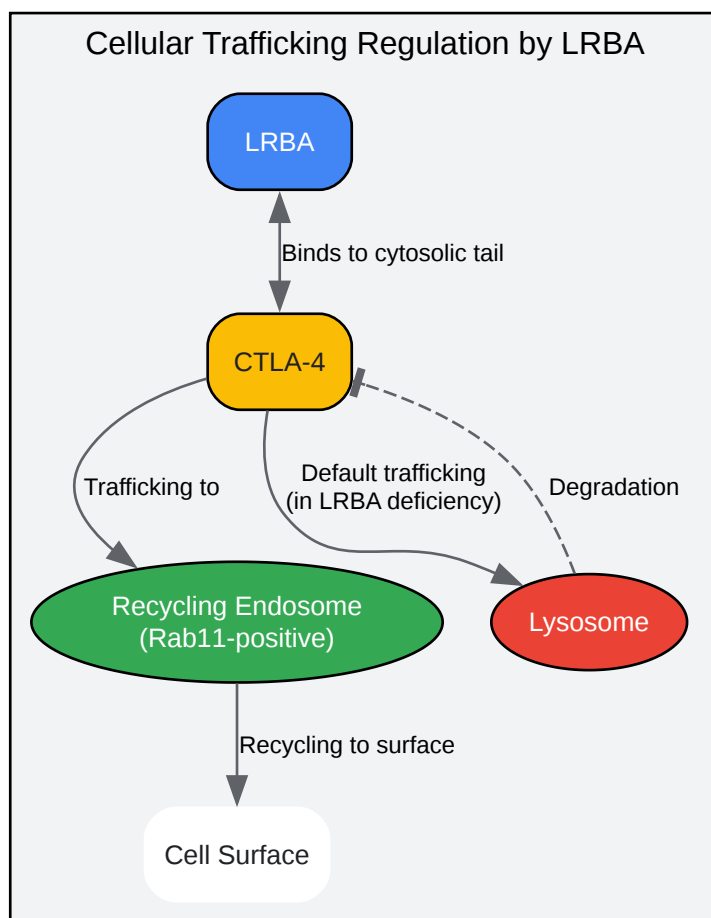 Cellular Trafficking Regulation by LRBA
LRBA
Binds to cytosolic tail
CTLA-4
Trafficking to
Default trafficking
(in LRBA deficiency)
Degradation
Recycling Endosome
(Rab11-positive)
Lysosome
Recycling to surface
Cell Surface